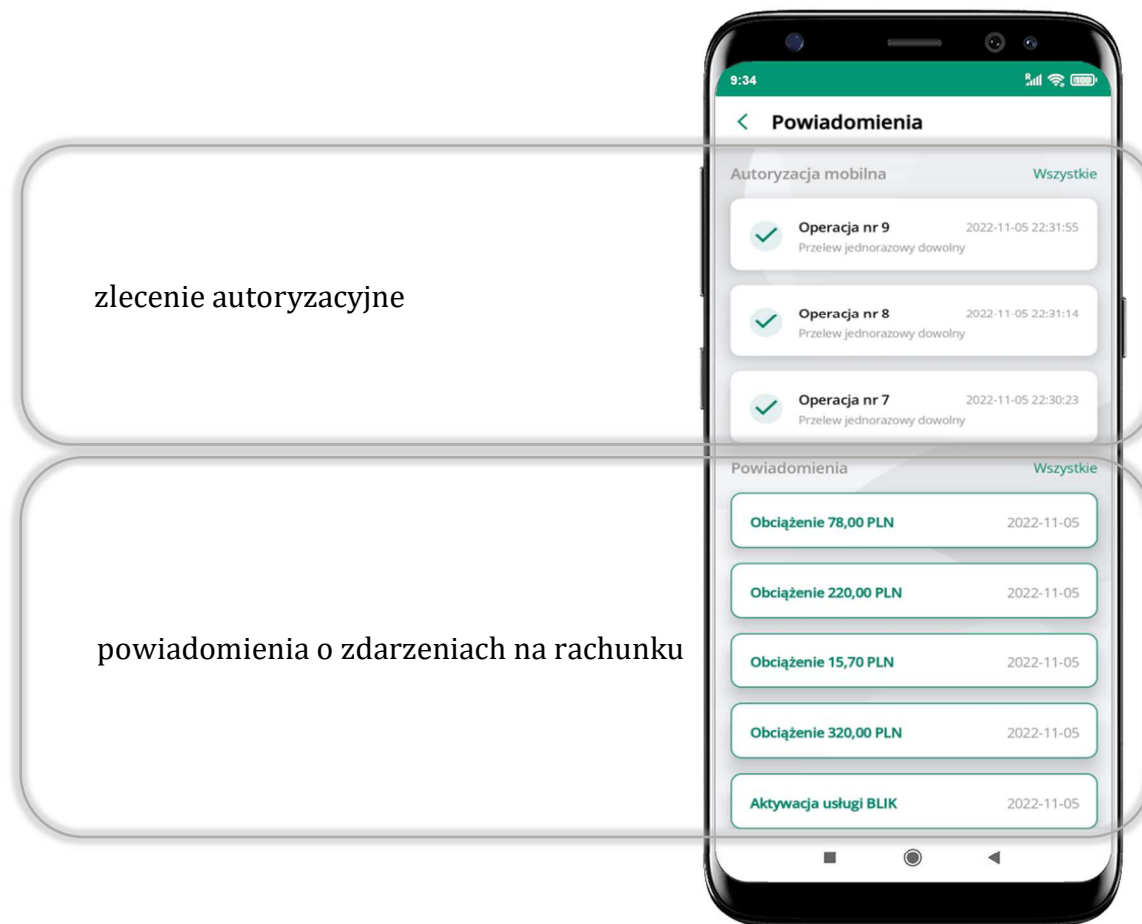 9:34
100
Powiadomienia
Autoryzacja mobilna Wszystkie
Operacja nr 9 2022-11-05 22:31:55
Przelew jednorazowy dowolny
zlecenie autoryzacyjne
Operacja nr 8 2022-11-05 22:31:14
Przelew jednorazowy dowolny
Operacja nr 7 2022-11-05 22:30:23
Przelew jednorazowy dowolny
Powiadomienia Wszystkie
Obciążenie 78,00 PLN 2022-11-05
Obciążenie 220,00 PLN 2022-11-05
powiadomienia o zdarzeniach na rachunku
Obciążenie 15,70 PLN 2022-11-05
Obciążenie 320,00 PLN 2022-11-05
Aktywacja usługi BLIK 2022-11-05